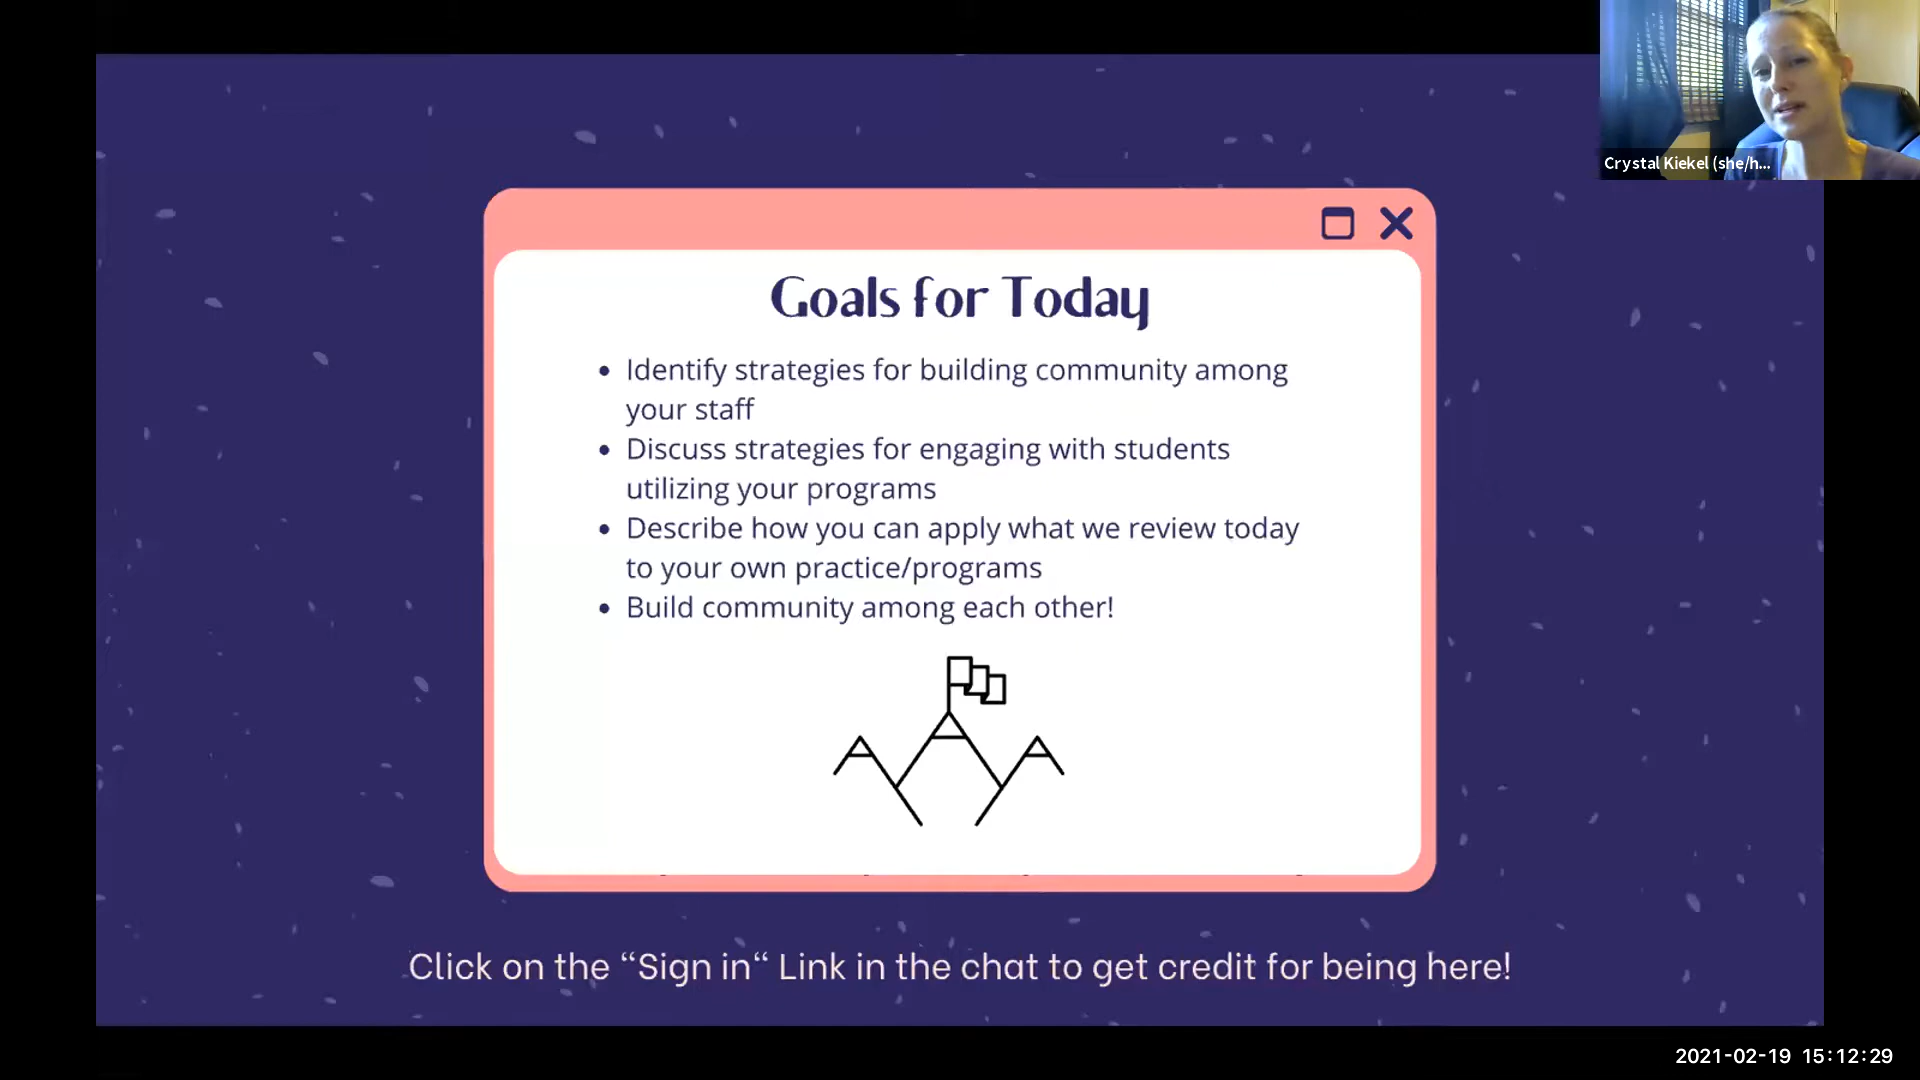 Crystal Kiekel (she/h...
Goals for Today
• Identify strategies for building community among
your staff
• Discuss strategies for engaging with students
utilizing your programs
• Describe how you can apply what we review today
to your own practice/programs
• Build community among each other!
Click on the “Sign in“ Link in the chat to get credit for being here!
2021-02-19 15:12:29